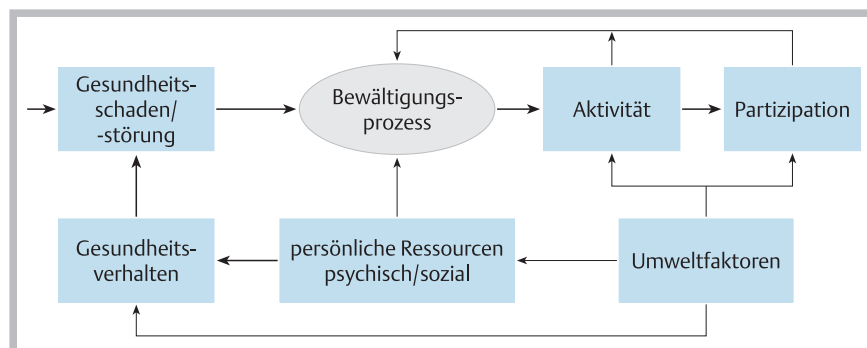 Gesundheits-
schaden/
-störung
Bewältigungs-
prozess
Aktivität
Partizipation
Gesundheits-
verhalten
persönliche Ressourcen
psychisch/sozial
Umweltfaktoren